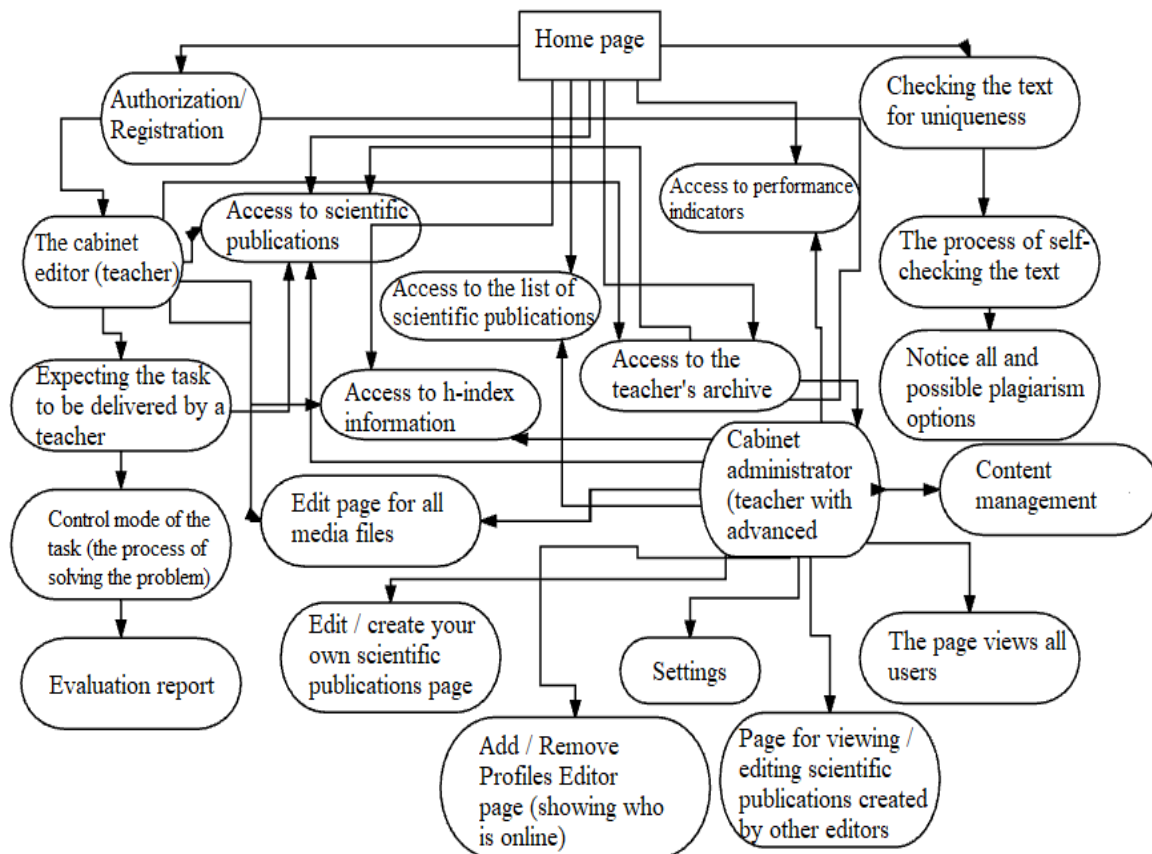 Home page
Authorization/
Registration
Checking the text
for uniqueness
Access to scientific
publications
Access to performance
indicators
The cabinet
editor (teacher)
The process of self-
checking the text
Access to the list of
scientific publications
Access to the
teacher's archive
Notice all and
possible plagiarism
options
Expecting the task
to be delivered by a
teacher
Access to h-index
information
Cabinet
administrator
(teacher with
advanced
Content
management
Edit page for all
media files
Control mode of the
task (the process of
solving the problem)
Edit / create your
own scientific
publications page
Settings
The page views all
users
Evaluation report
Add / Remove
Profiles Editor
page (showing who
is online)
Page for viewing /
editing scientific
publications created
by other editors